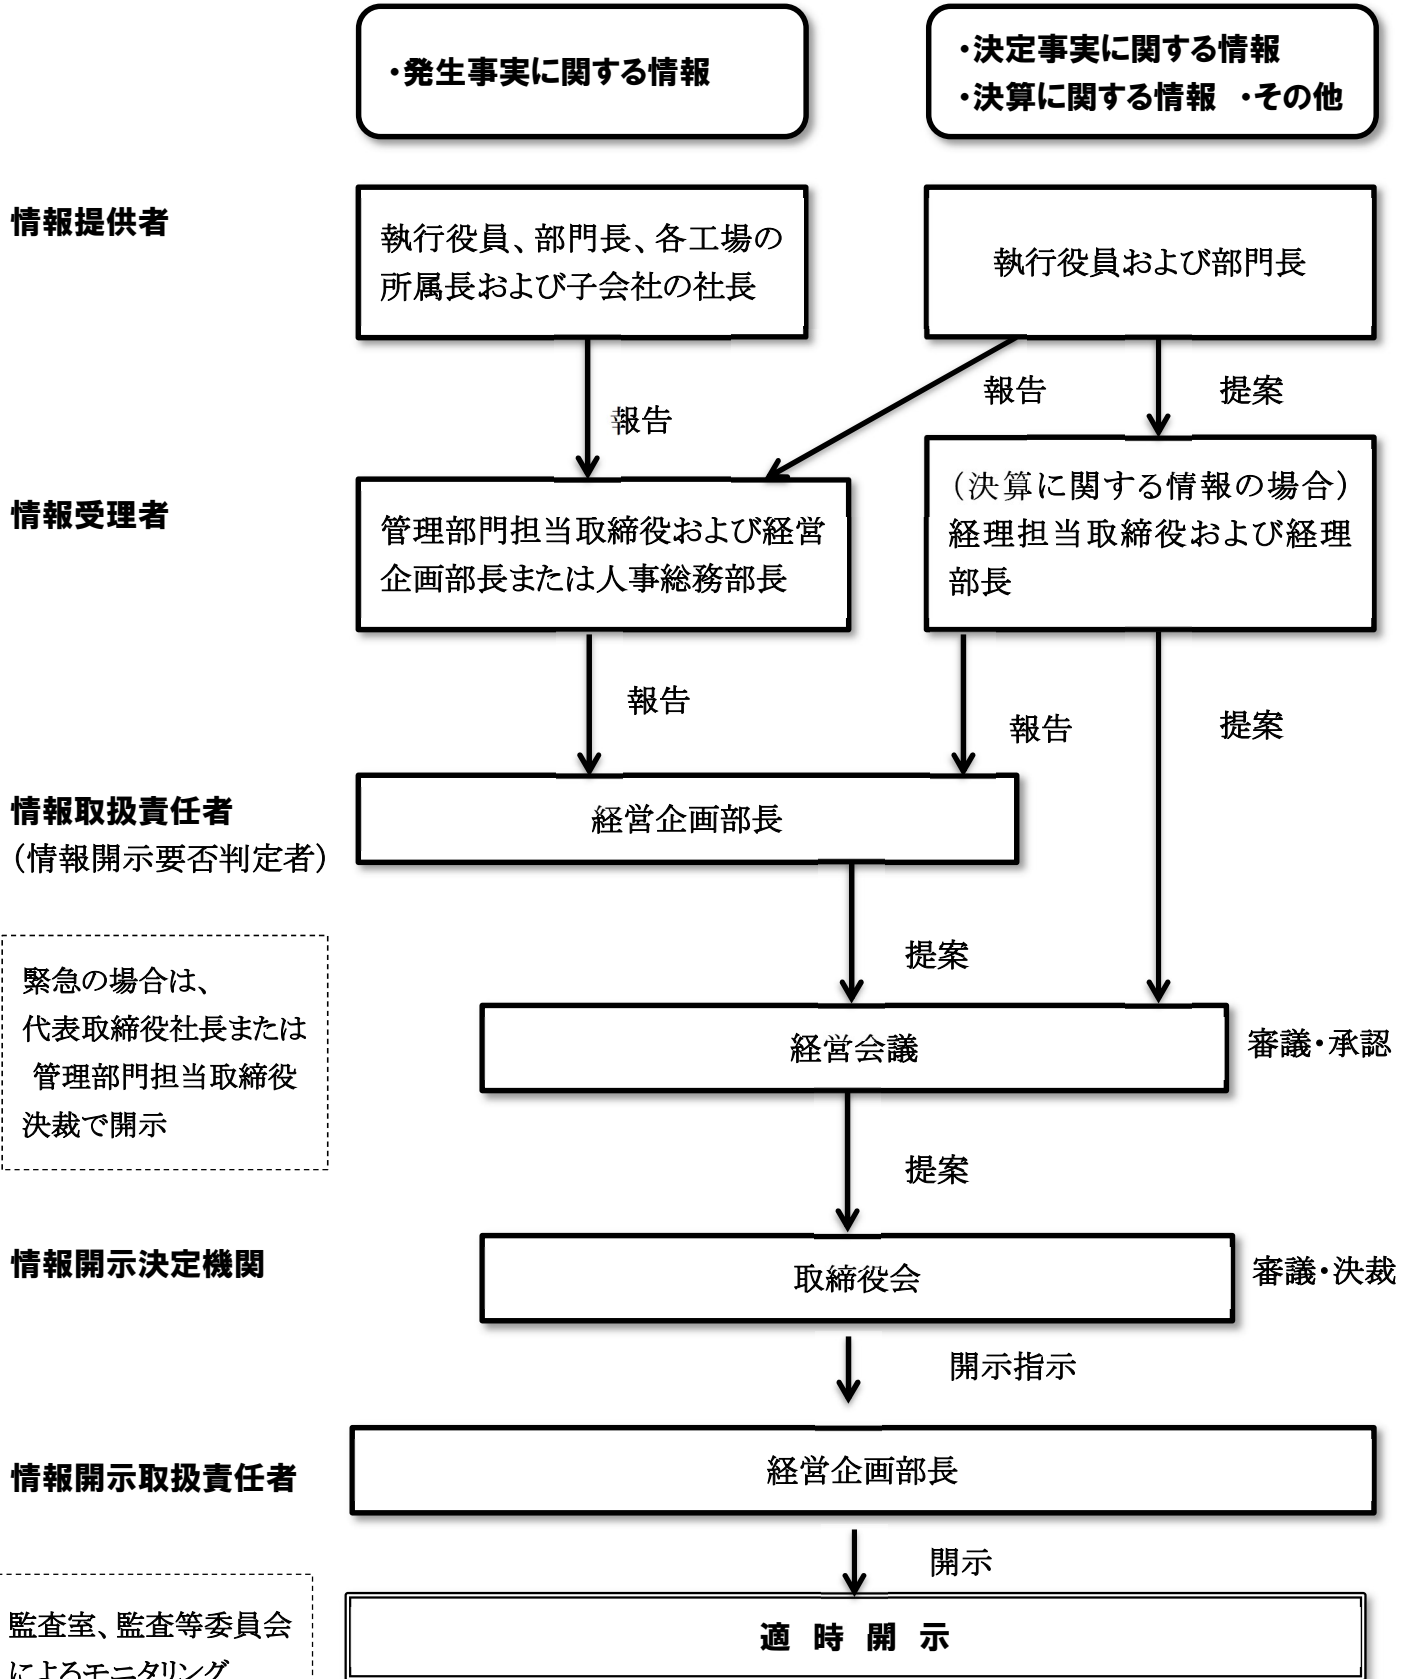 ・発生事実に関する情報
・決定事実に関する情報
・決算に関する情報 ・その他
情報提供者
執行役員、部門長、各工場の
所属長および子会社の社長
執行役員および部門長
報告
報告
提案
情報受理者
管理部門担当取締役および経営
企画部長または人事総務部長
（決算に関する情報の場合）
経理担当取締役および経理
部長
報告
報告
提案
情報取扱責任者
（情報開示要否判定者）
経営企画部長
提案
緊急の場合は、
代表取締役社長または
管理部門担当取締役
決裁で開示
経営会議
審議・承認
提案
情報開示決定機関
取締役会
審議・決裁
開示指示
情報開示取扱責任者
経営企画部長
開示
監査室、監査等委員会
によるモニタリング
適 時 開 示